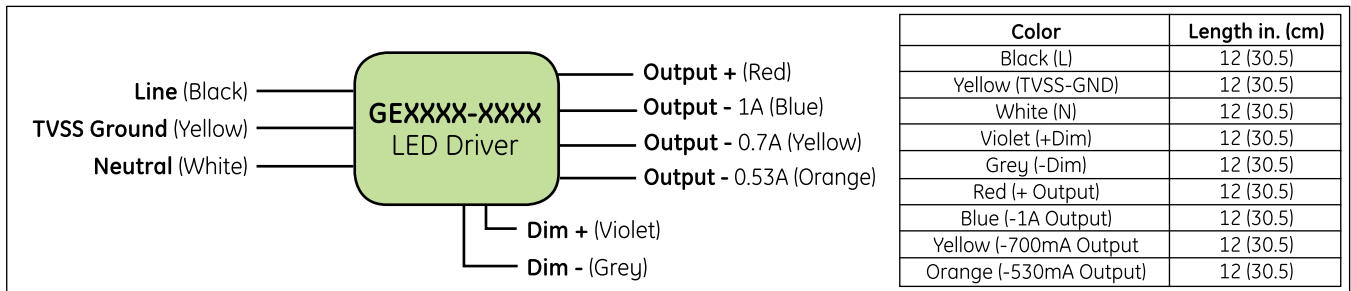 Line (Black)
TVSS Ground (Yellow)
Neutral (White)
GEXXXX-XXXX
LED Driver
Output + (Red)
Output - 1A (Blue)
Output - 0.7A (Yellow)
Output - 0.53A (Orange)
Dim + (Violet)
Dim - (Grey)
Color Length in. (cm)
Black (L) 12 (30.5)
Yellow (TVSS-GND) 12 (30.5)
White (N) 12 (30.5)
Violet (+Dim) 12 (30.5)
Grey (-Dim) 12 (30.5)
Red (+ Output) 12 (30.5)
Blue (-1A Output) 12 (30.5)
Yellow (-700mA Output 12 (30.5)
Orange (-530mA Output) 12 (30.5)